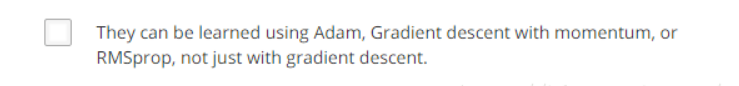 They can be learned using Adam, Gradient descent with momentum, or
RMSprop, not just with gradient descent.